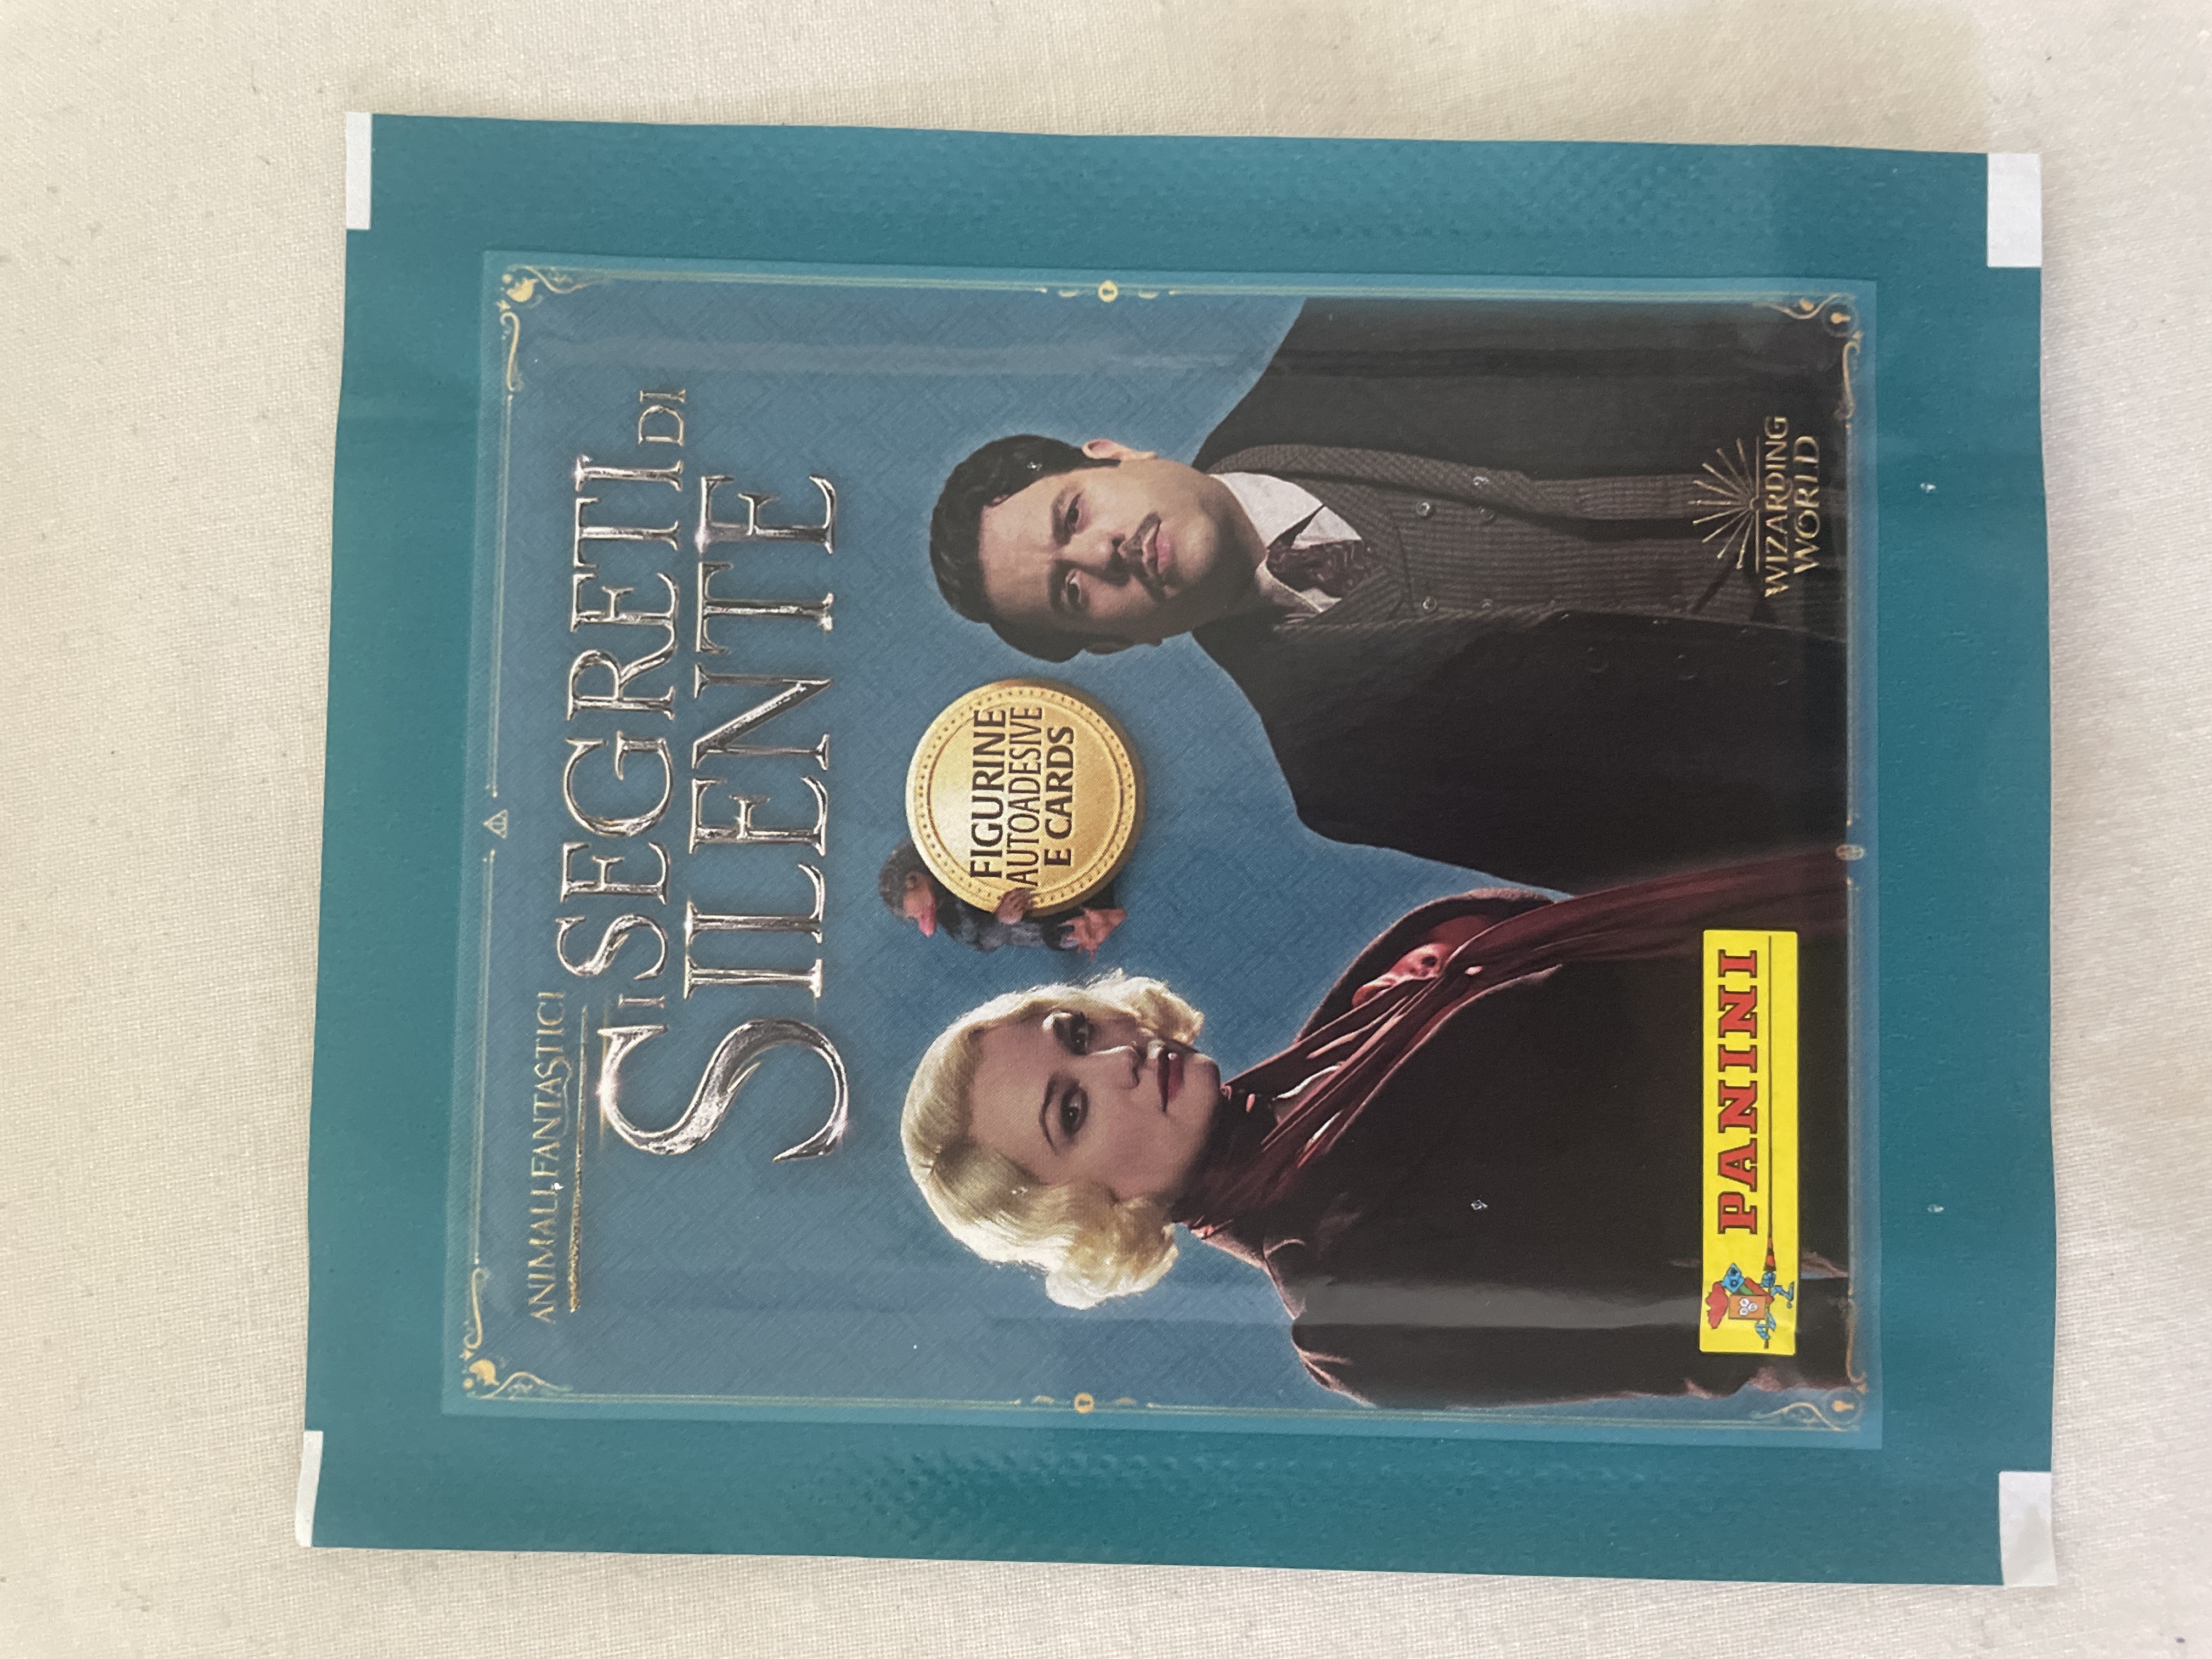 ANIMALI FANTASTICI
I SEGRETI DI
SILENTE
FIGURINE
AUTOADESIVE
E CARDS
PANINI
WIZARDING
WORLD